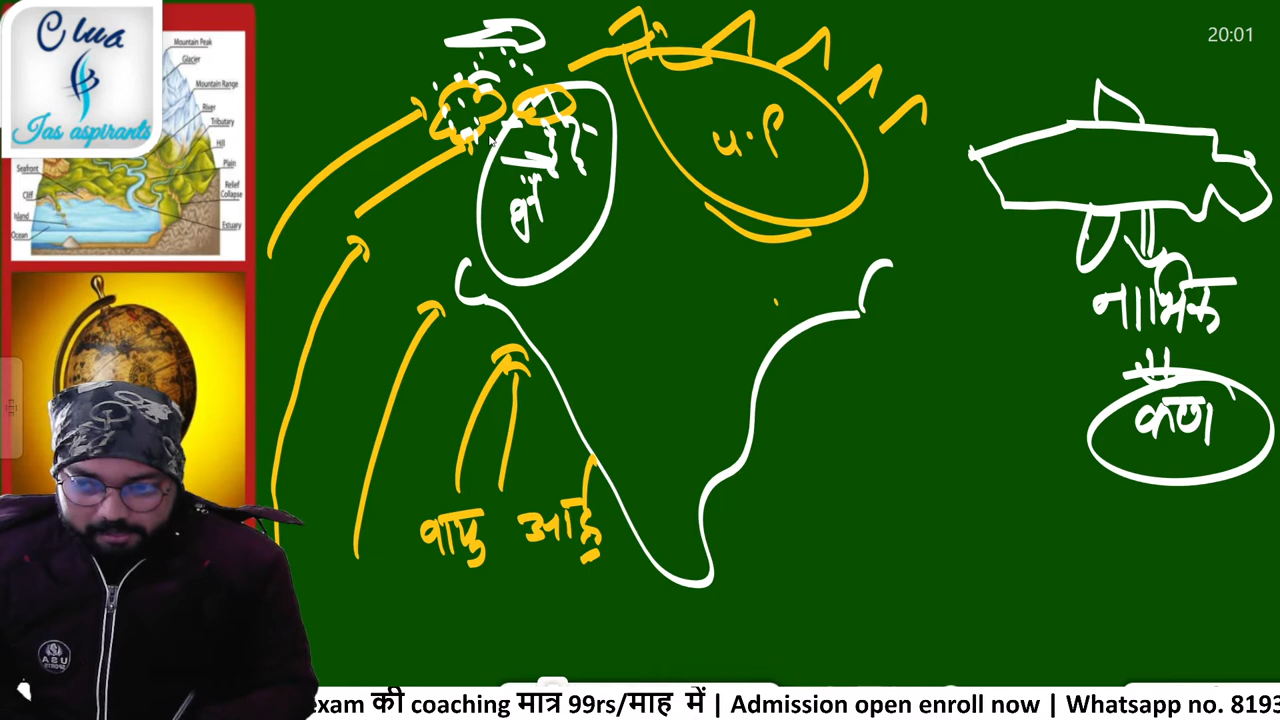 Clua
Ias aspirants
Mountain Peak
Glacier
Mountain Range
River
Tributary
Hill
Plain
Relief
Collapse
Estuary
Seafront
Cliff
Island
Ocean
20:01
U.P
नाभिक
कण
वायु आर्द्र
USA
exam की coaching मात्र 99rs/माह में | Admission open enroll now | Whatsapp no. 8193